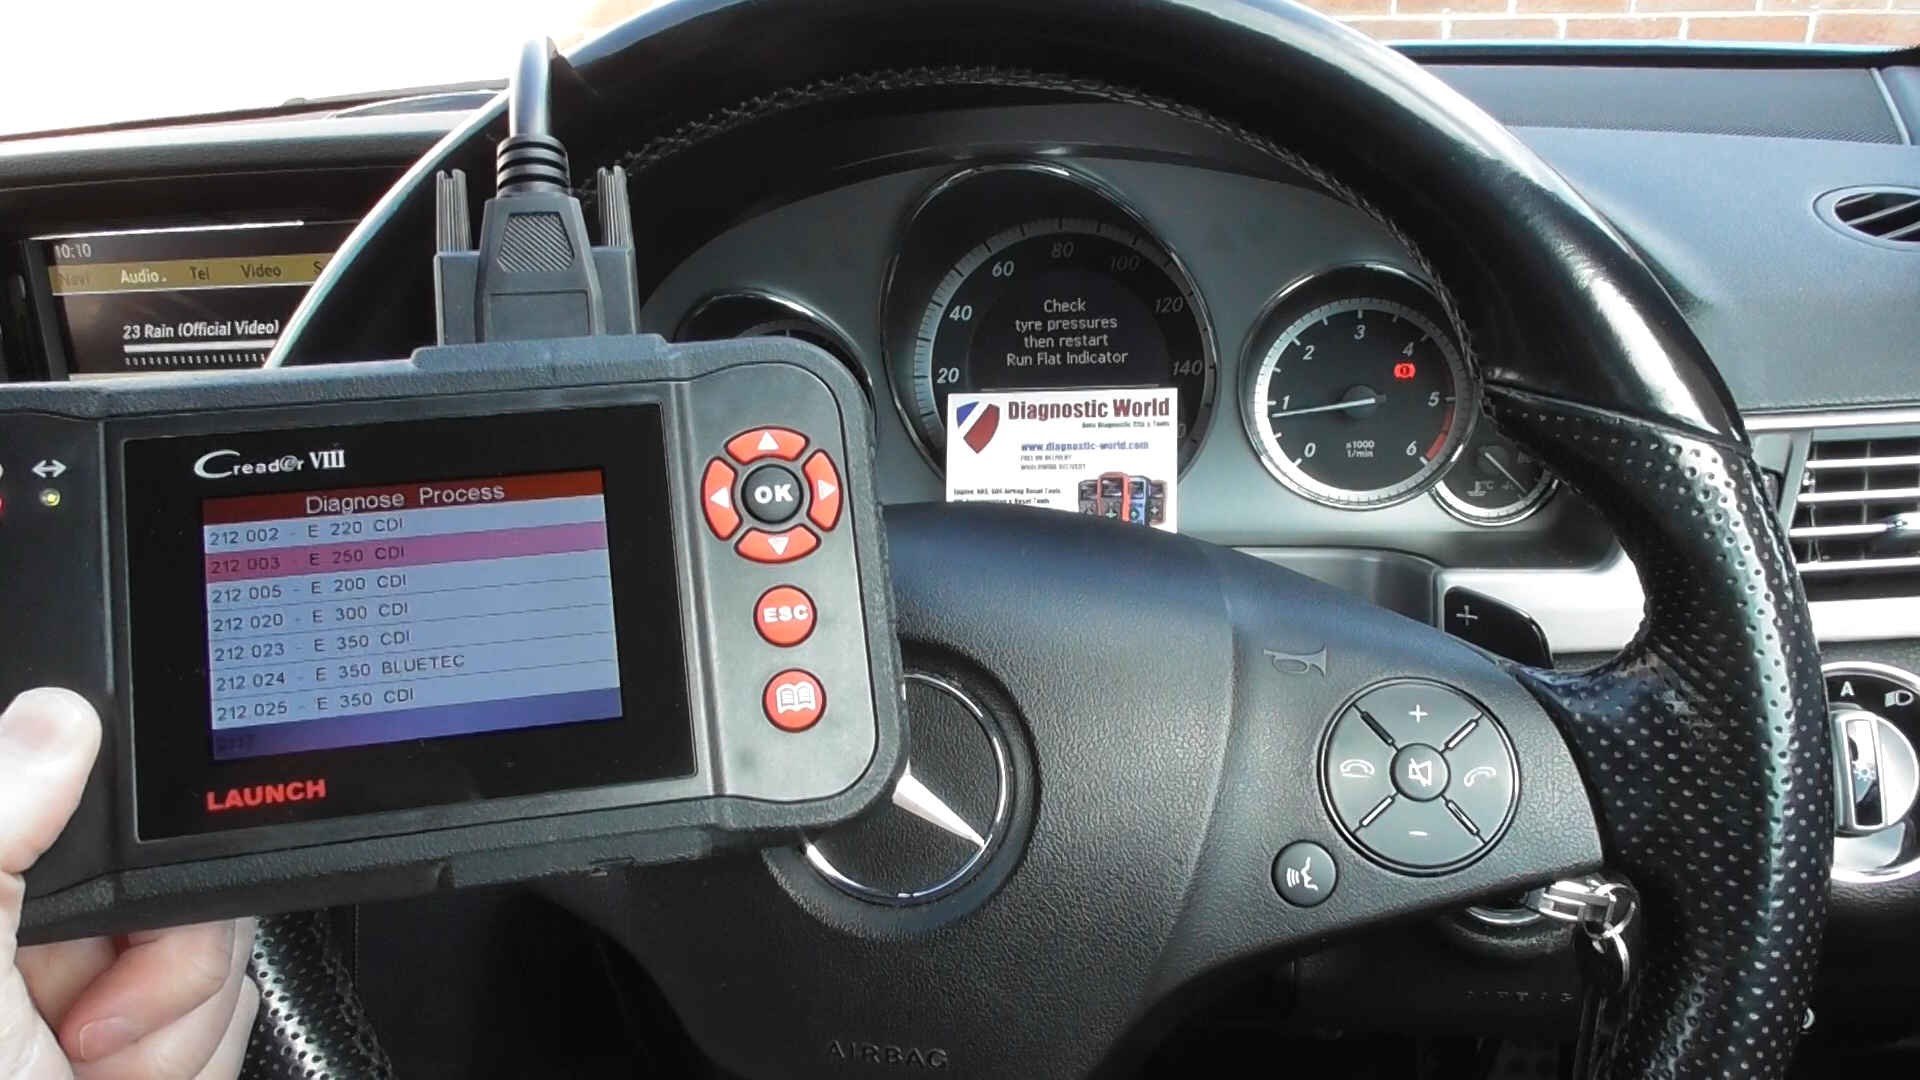 10:10
Navi Audio Tel Video S
23 Rain (Official Video)
Creader VIII
Diagnose Process
212 002 - E 220 CDI
212 003 - E 250 CDI
212 005 - E 200 CDI
212 020 - E 300 CDI
212 023 - E 350 CDI
212 024 - E 350 BLUETEC
212 025 - E 350 CDI
LAUNCH
OK
ESC
20
40
60
80
100
120
140
Check
tyre pressures
then restart
Run Flat Indicator
Diagnostic World
www.diagnostic-world.com
WORLDWIDE DELIVERY
0
1
2
3
4
5
6
x1000
1/min
°C
+
+
-
A
AIRBAG